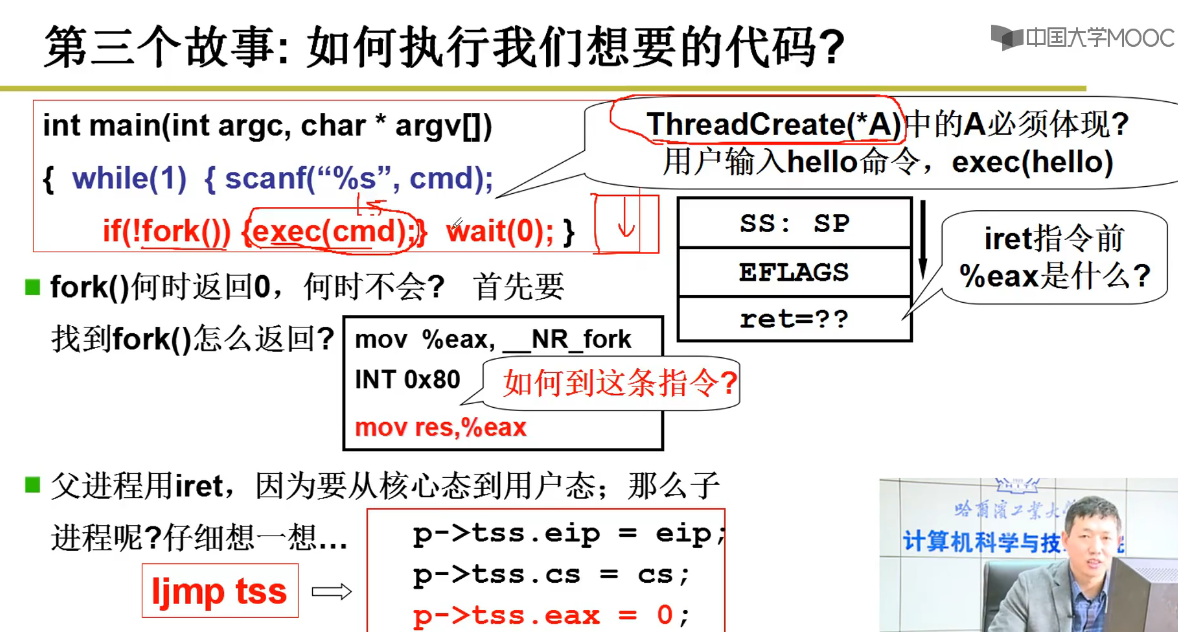 第三个故事: 如何执行我们想要的代码?
中国大学MOOC
int main(int argc, char * argv[])
{ while(1) { scanf(“%s”, cmd);
if(!fork()) {exec(cmd);} wait(0); }
ThreadCreate(*A)中的A必须体现?
用户输入hello命令，exec(hello)
SS: SP
EFLAGS
ret=??
iret指令前
%eax是什么?
fork()何时返回0，何时不会? 首先要
找到fork()怎么返回?
mov %eax, __NR_fork
INT 0x80
mov res,%eax
如何到这条指令?
父进程用iret，因为要从核心态到用户态；那么子
进程呢?仔细想一想...
ljmp tss
p->tss.eip = eip;
p->tss.cs = cs;
p->tss.eax = 0;
哈尔滨工业大
计算机科学与技